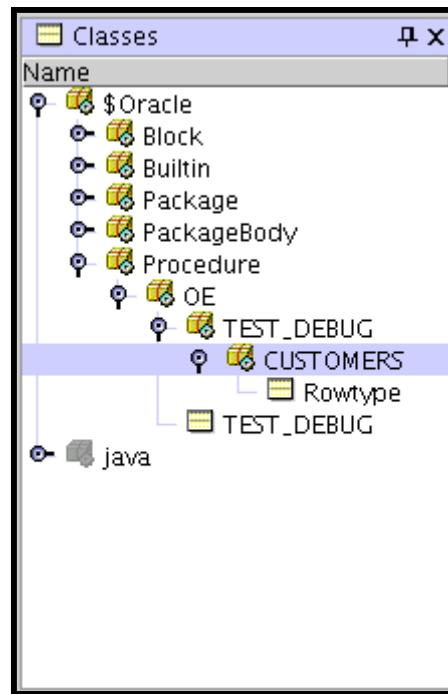 Classes
Name
$Oracle
Block
Builtin
Package
PackageBody
Procedure
OE
TEST_DEBUG
CUSTOMERS
Rowtype
TEST_DEBUG
java